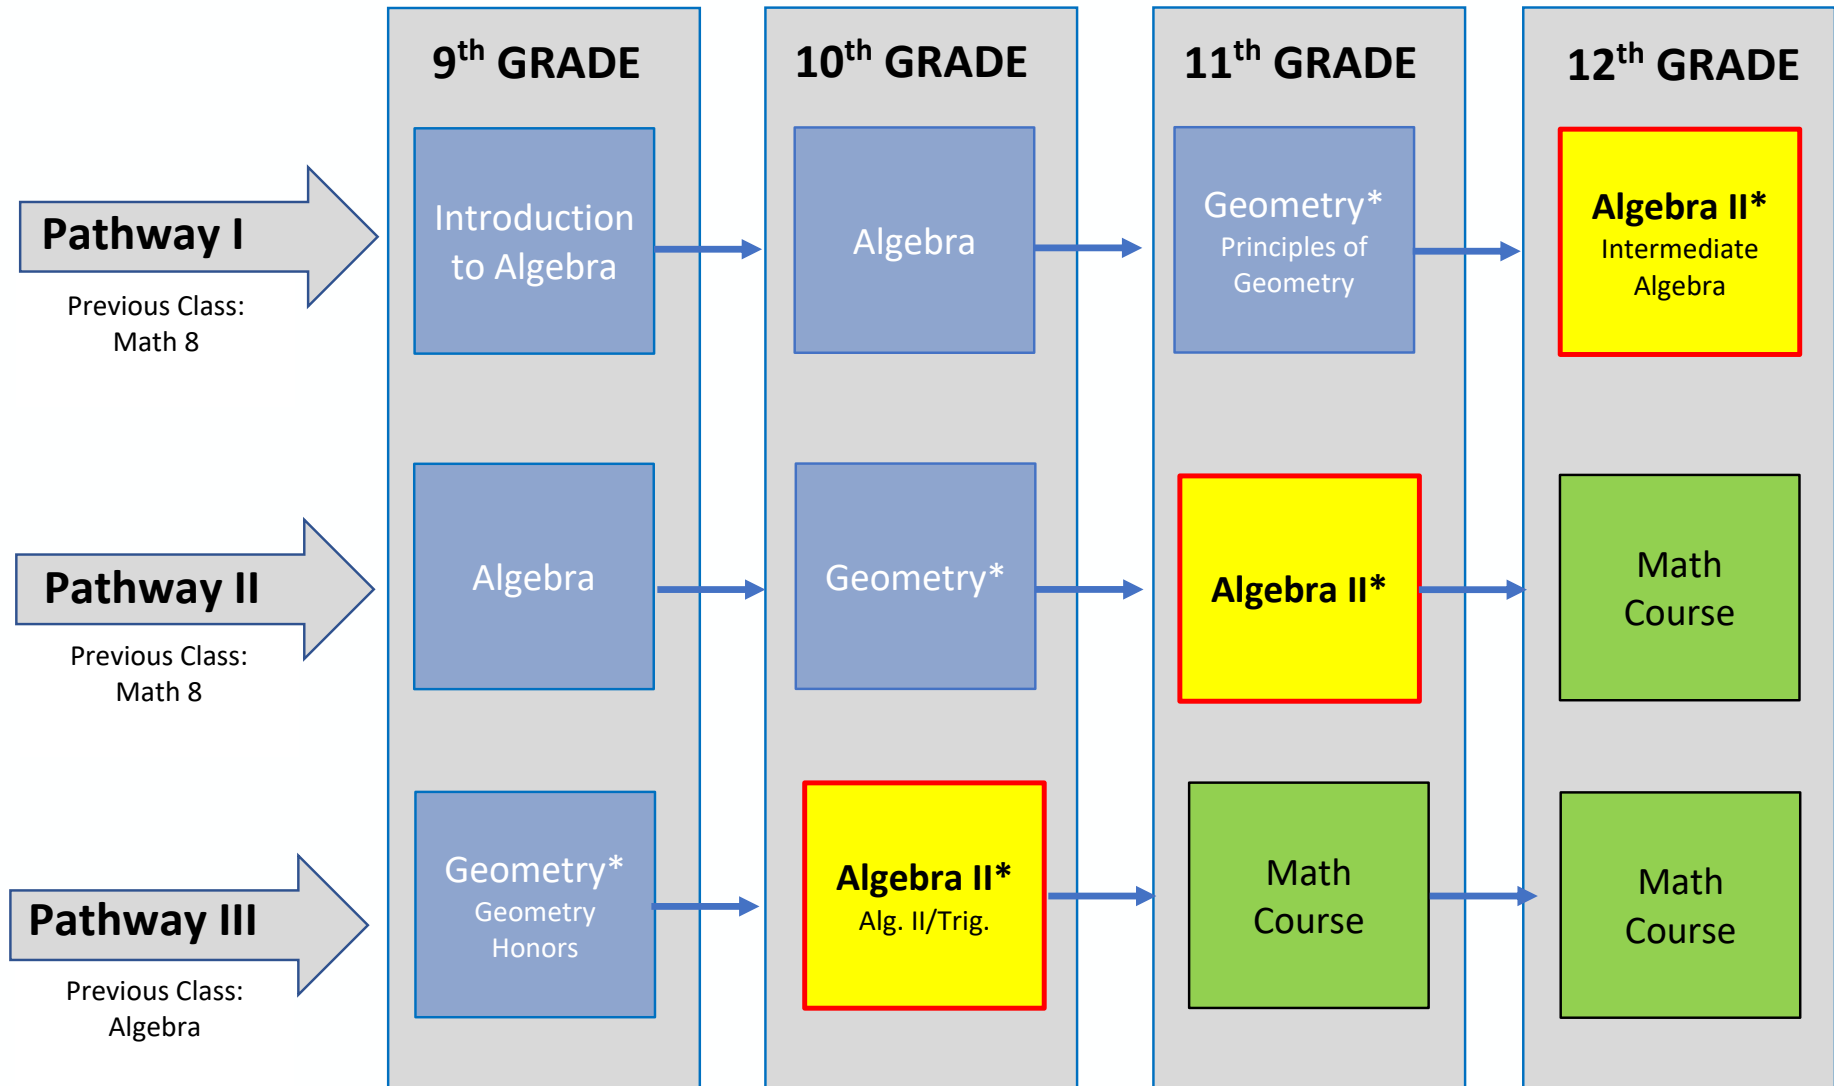 9th GRADE
10th GRADE
11th GRADE
12th GRADE
Pathway I
Previous Class:
Math 8
Introduction
to Algebra
Algebra
Geometry*
Principles of
Geometry
Algebra II*
Intermediate
Algebra
Pathway II
Previous Class:
Math 8
Algebra
Geometry*
Algebra II*
Math
Course
Pathway III
Previous Class:
Algebra
Geometry*
Geometry
Honors
Algebra II*
Alg. II/Trig.
Math
Course
Math
Course